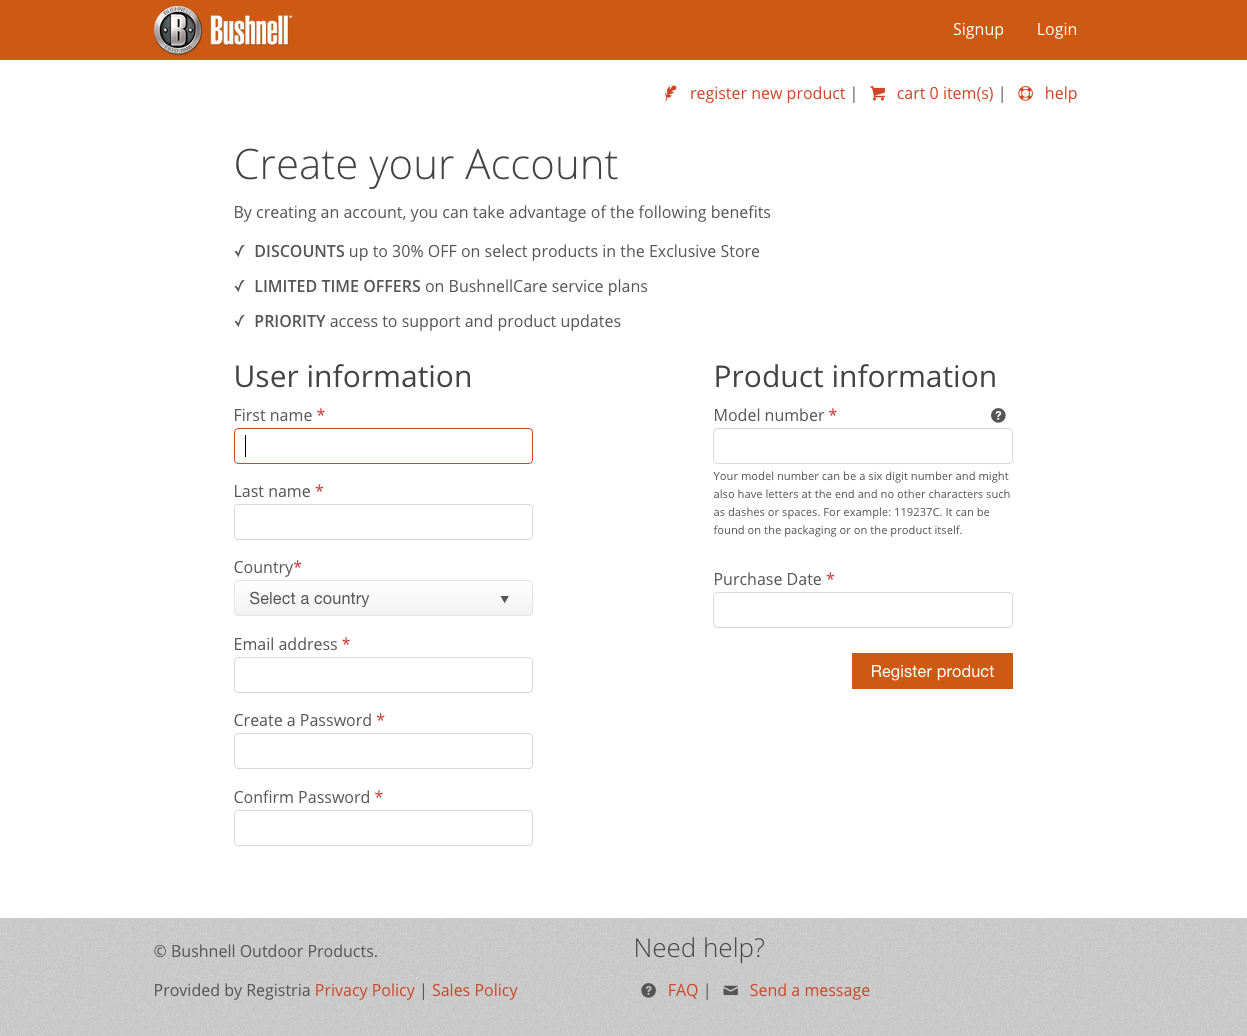 B Bushnell
Signup Login
register new product | cart 0 item(s) | help
Create your Account
By creating an account, you can take advantage of the following benefits
✓ DISCOUNTS up to 30% OFF on select products in the Exclusive Store
✓ LIMITED TIME OFFERS on BushnellCare service plans
✓ PRIORITY access to support and product updates
User information
First name *
Last name *
Country*
Select a country ▼
Email address *
Create a Password *
Confirm Password *
Product information
Model number * ?
Your model number can be a six digit number and might
also have letters at the end and no other characters such
as dashes or spaces. For example: 119237C. It can be
found on the packaging or on the product itself.
Purchase Date *
Register product
© Bushnell Outdoor Products.
Provided by Registria Privacy Policy | Sales Policy
Need help?
? FAQ | Send a message